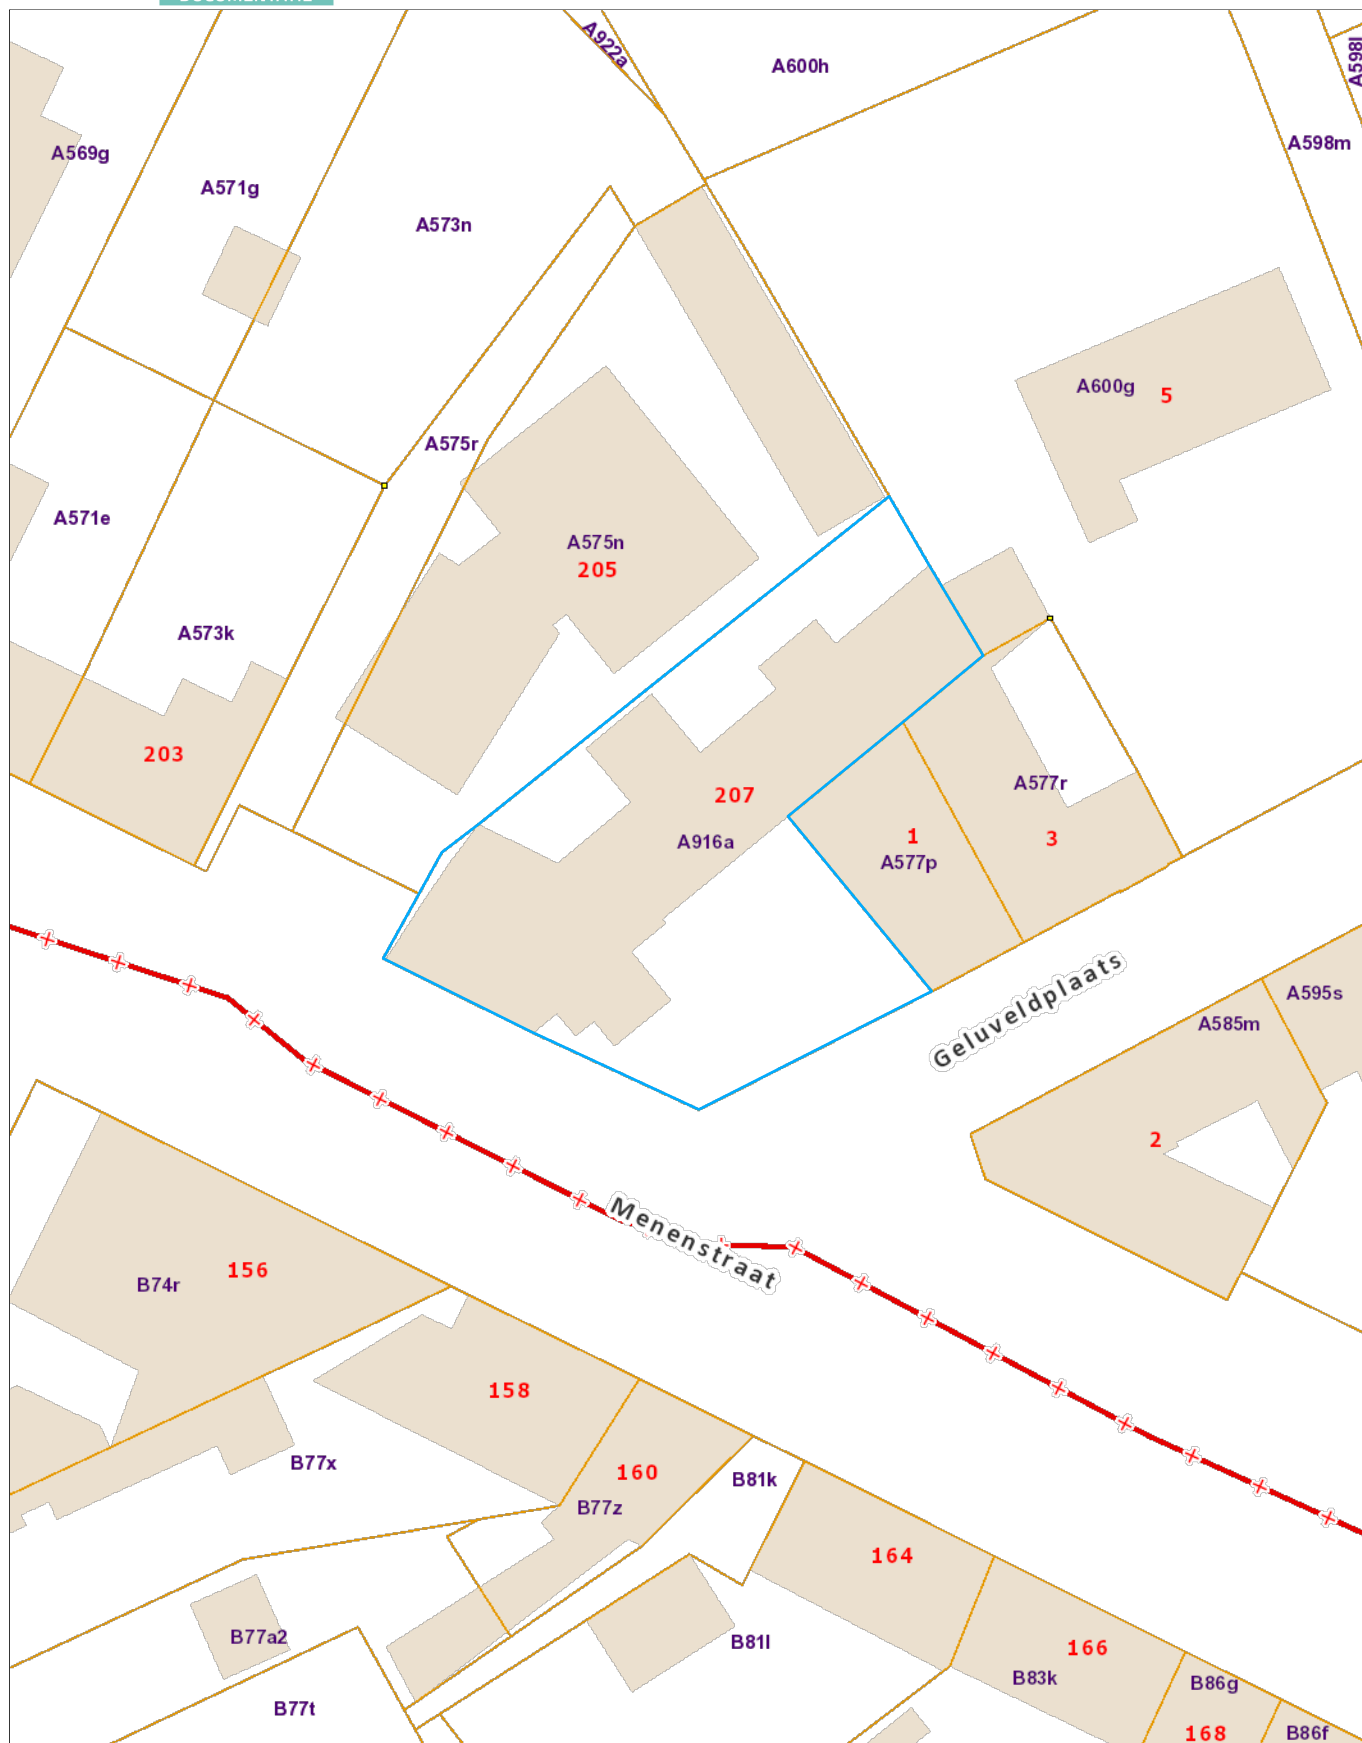 A922a
A600h
A598l
A598m
A569g
A571g
A573n
A600g
5
A575r
A571e
A575n
205
A573k
203
A577r
207
1
3
A916a
A577p
Geluveldplaats
A595s
A585m
2
Menenstraat
156
B74r
158
B77x
160
B81k
B77z
164
B77a2
B81l
166
B83k
B86g
B77t
168
B86f